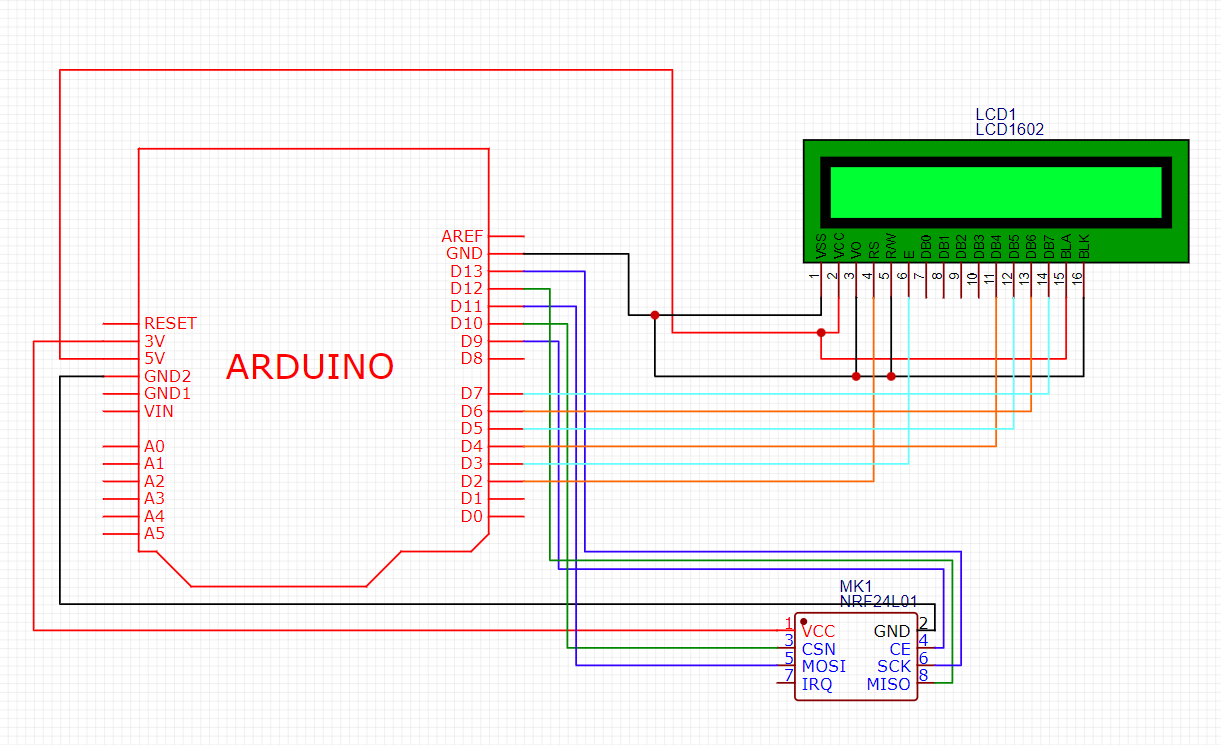 LCD1
LCD1602
VSS
VCC
VO
RS
R/W
E
DB0
DB1
DB2
DB3
DB4
DB5
DB6
DB7
BLA
BLK
1
2
3
4
5
6
7
8
9
10
11
12
13
14
15
16
ARDUINO
RESET
3V
5V
GND2
GND1
VIN
A0
A1
A2
A3
A4
A5
AREF
GND
D13
D12
D11
D10
D9
D8
D7
D6
D5
D4
D3
D2
D1
D0
MK1
NRF24L01
1 VCC GND 2
3 CSN CE 4
5 MOSI SCK 6
7 IRQ MISO 8